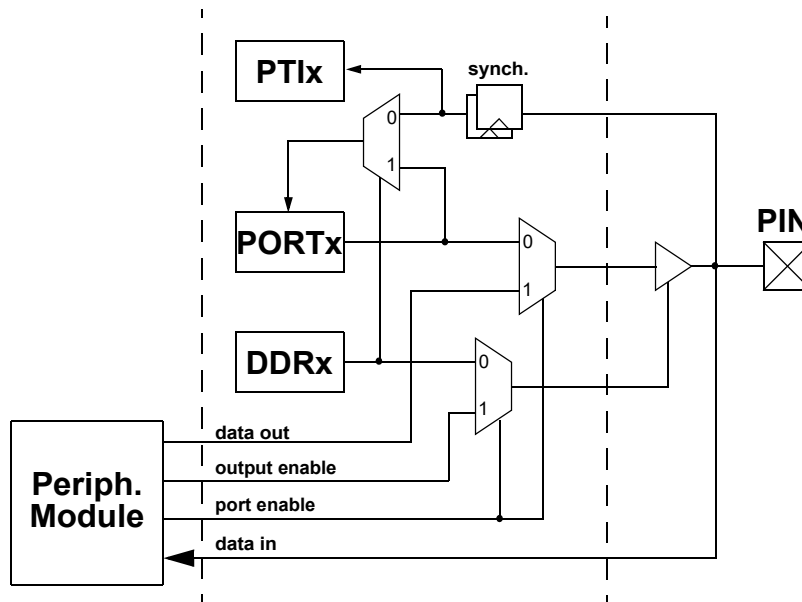 PTIx
synch.
0
1
PORTx
PIN
0
1
DDRx
0
1
Periph.
Module
data out
output enable
port enable
data in